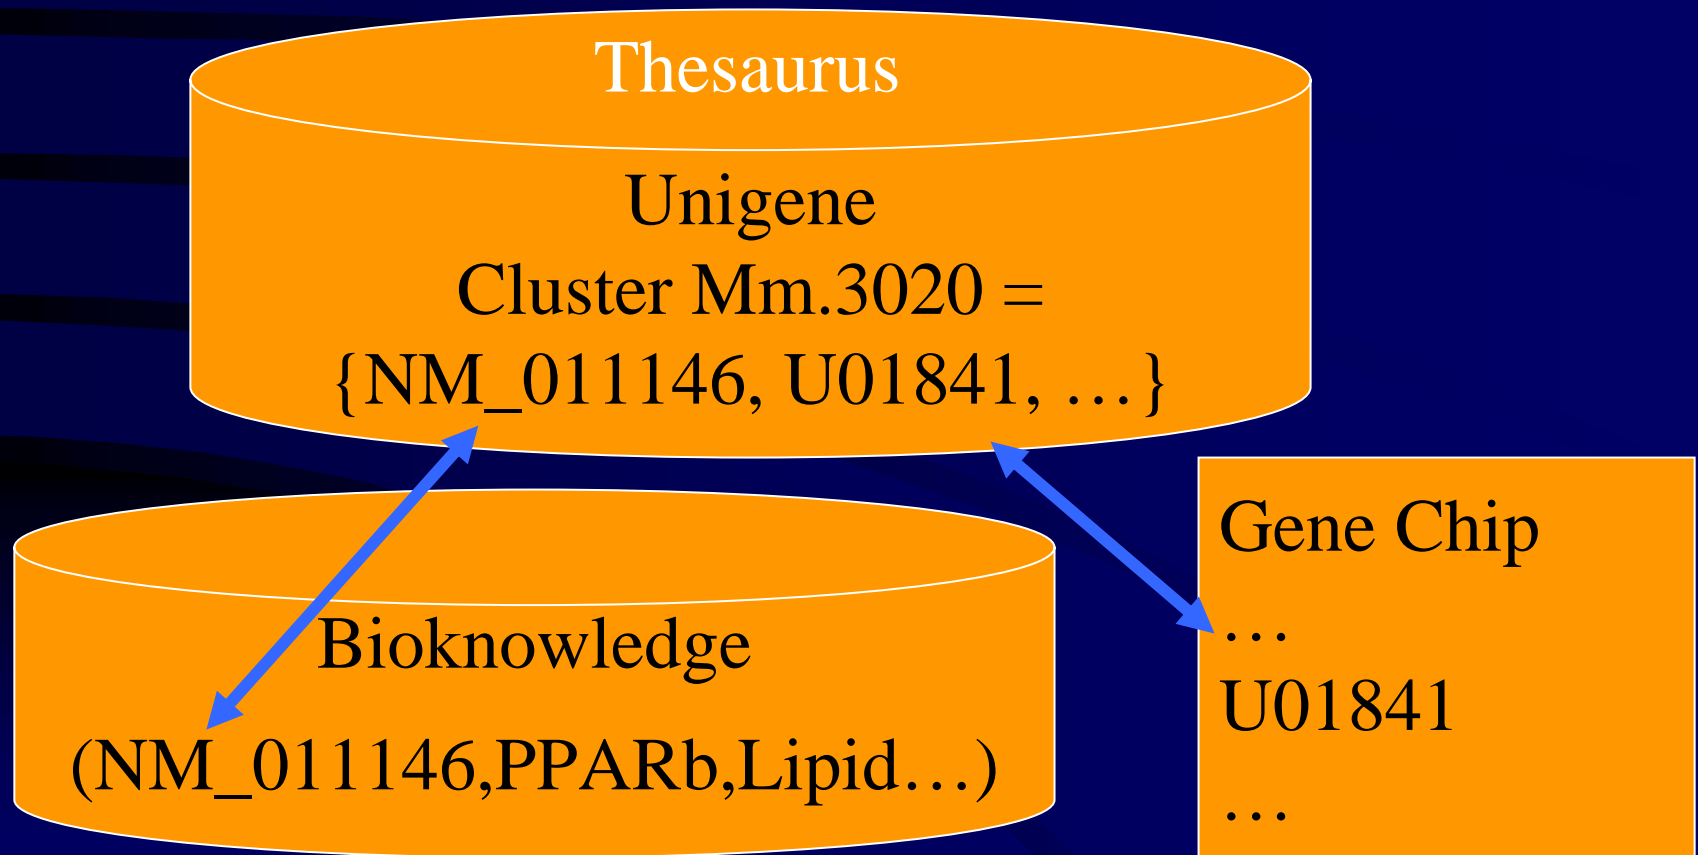 Thesaurus
Unigene
Cluster Mm.3020 =
{NM_011146, U01841, …}
Bioknowledge
(NM_011146,PPARb,Lipid…)
Gene Chip
…
U01841
…